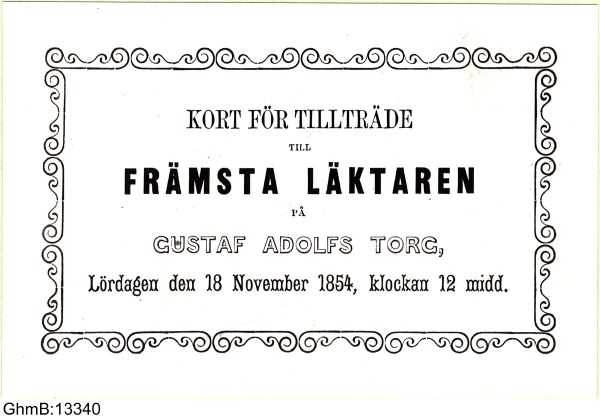 KORT FÖR TILLTRÄDE
TILL
FRÄMSTA LÄKTAREN
PÅ
GUSTAF ADOLFS TORG,
Lördagen den 18 November 1854, klockan 12 midd.
GhmB:13340